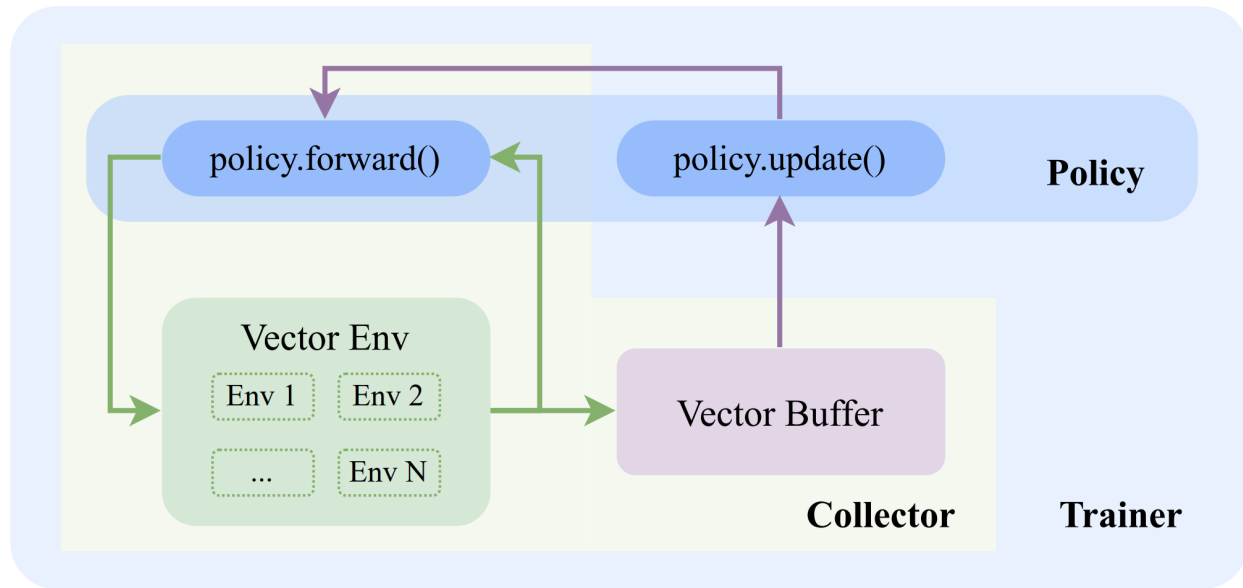 policy.forward()
policy.update()
Policy
Vector Env
Env 1
Env 2
...
Env N
Vector Buffer
Collector
Trainer